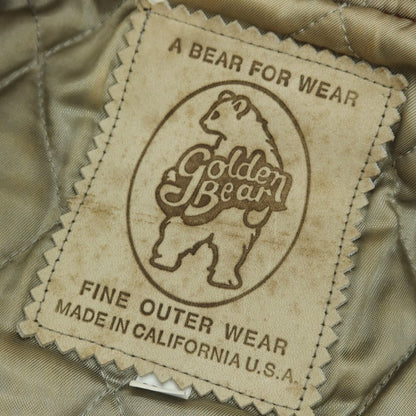 A BEAR FOR WEAR
Golden
Bear
FINE OUTER WEAR
MADE IN CALIFORNIA U.S.A.